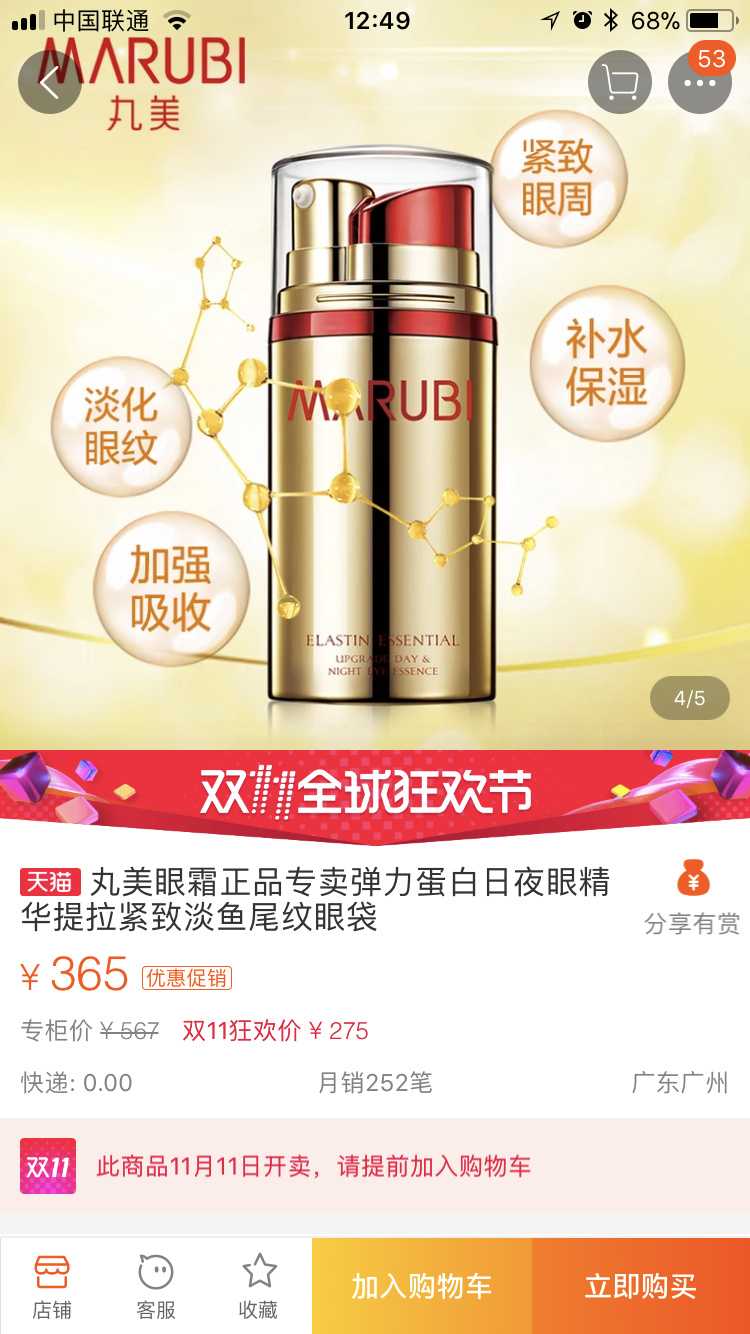 中国联通
12:49
68%
MARUBI
丸美
53
紧致
眼周
补水
保湿
淡化
眼纹
加强
吸收
MARUBI
ELASTIN ESSENTIAL
UPGRADE DAY &
NIGHT EYE ESSENCE
4/5
双11全球狂欢节
天猫 丸美眼霜正品专卖弹力蛋白日夜眼精
华提拉紧致淡鱼尾纹眼袋
分享有赏
¥ 365 优惠促销
专柜价 ¥ 567 双11狂欢价 ¥ 275
快递: 0.00 月销252笔 广东广州
双11 此商品11月11日开卖，请提前加入购物车
店铺 客服 收藏 加入购物车 立即购买